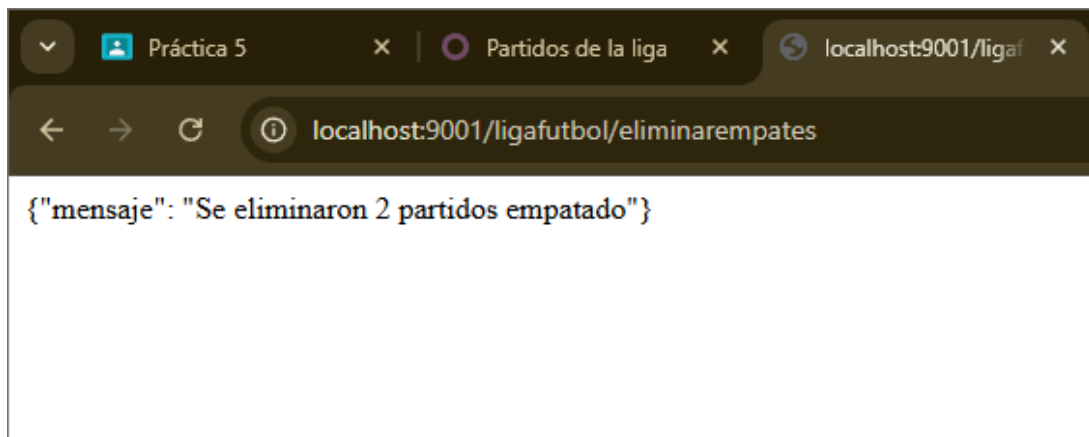 Práctica 5
Partidos de la liga
localhost:9001/ligaf
localhost:9001/ligafutbol/eliminarempates
{"mensaje": "Se eliminaron 2 partidos empatado"}